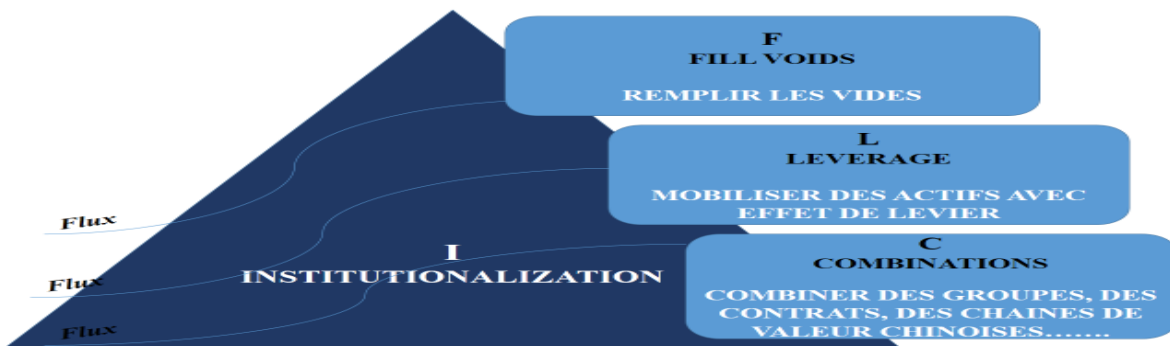 F
FILL VOIDS
REMPLIR LES VIDES
L
LEVERAGE
MOBILISER DES ACTIFS AVEC
EFFET DE LEVIER
C
COMBINATIONS
COMBINER DES GROUPES, DES
CONTRATS, DES CHAINES DE
VALEUR CHINOISES…….
Flux
Flux
Flux
I
INSTITUTIONALIZATION